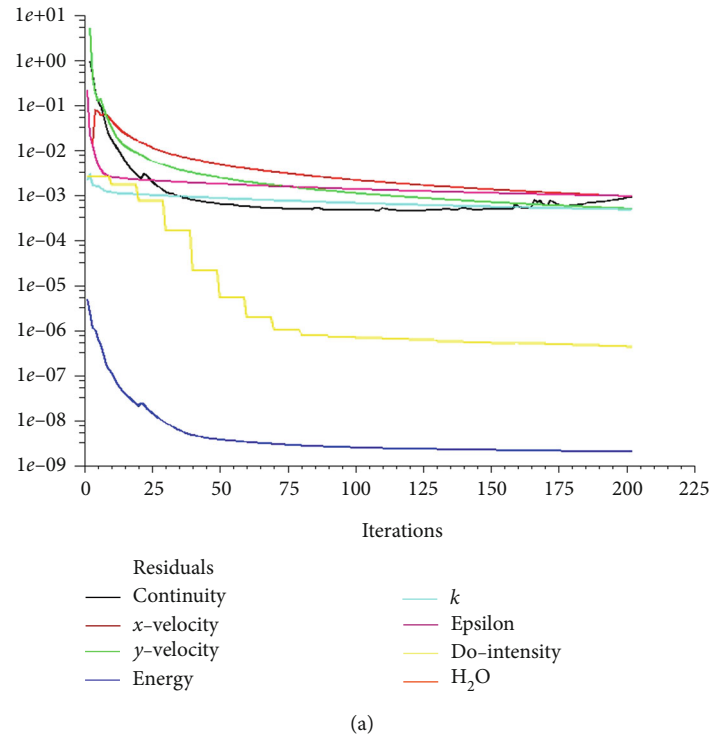 1e+01
1e+00
1e–01
1e–02
1e–03
1e–04
1e–05
1e–06
1e–07
1e–08
1e–09
0 25 50 75 100 125 150 175 200 225
Iterations
Residuals
Continuity
x–velocity
y–velocity
Energy
k
Epsilon
Do–intensity
H₂O
(a)